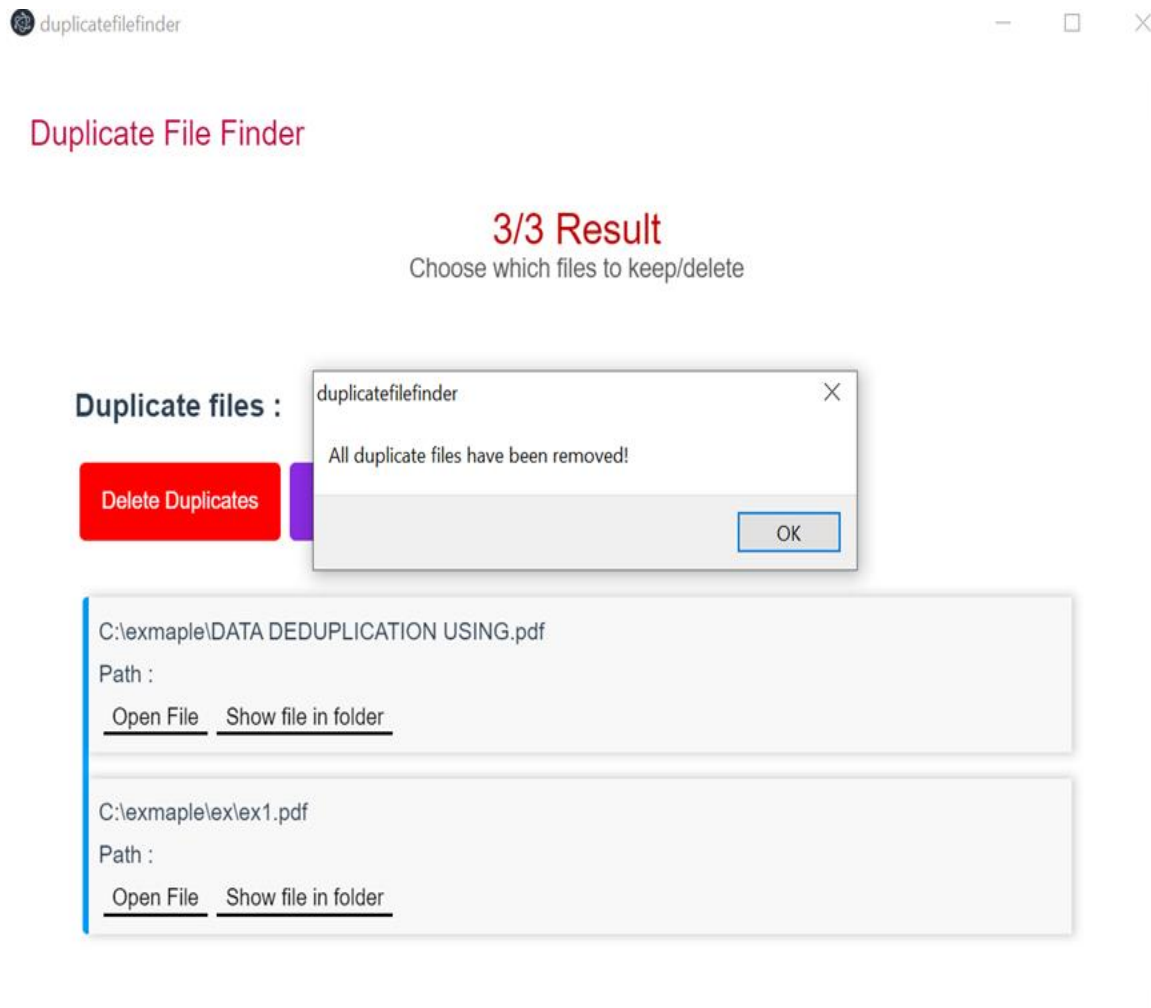 duplicatefilefinder
Duplicate File Finder
3/3 Result
Choose which files to keep/delete
Duplicate files :
duplicatefilefinder
All duplicate files have been removed!
OK
Delete Duplicates
C:\exmaple\DATA DEDUPLICATION USING.pdf
Path :
Open File Show file in folder
C:\exmaple\ex\ex1.pdf
Path :
Open File Show file in folder